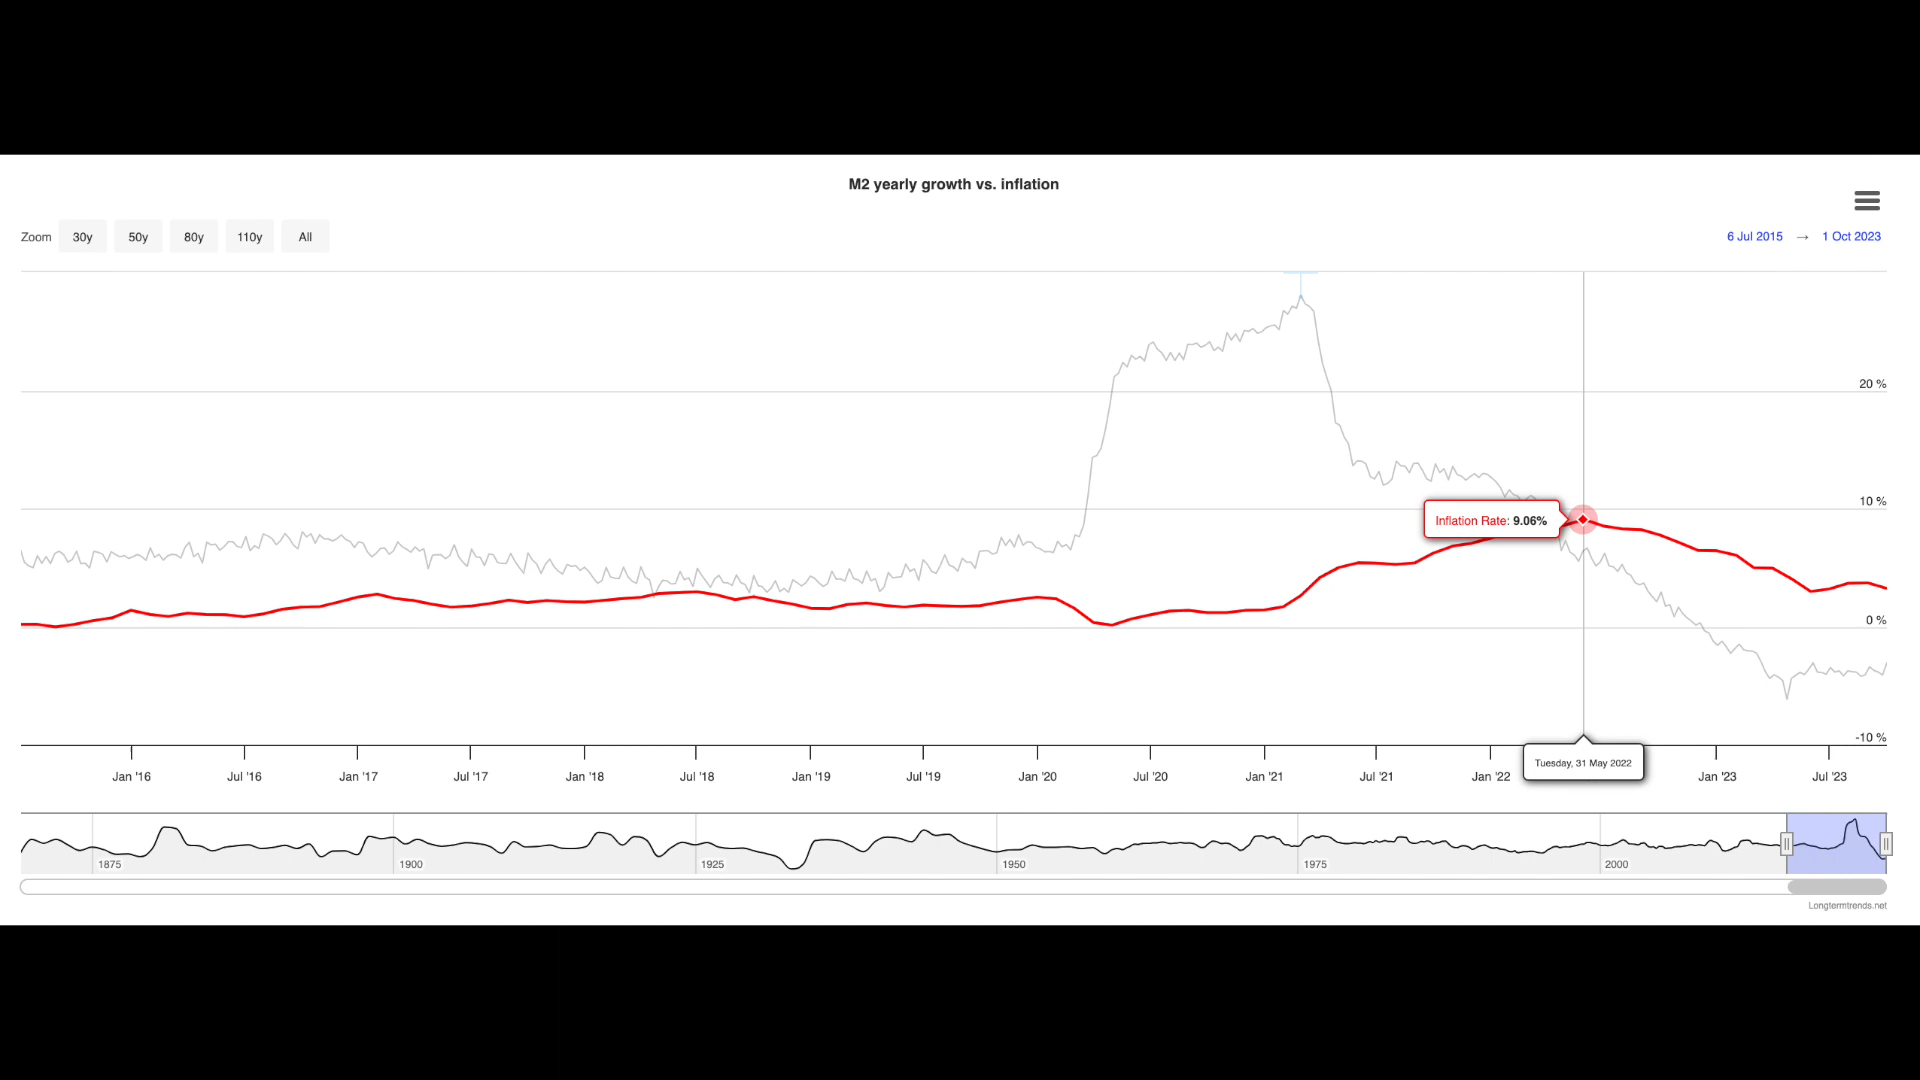 M2 yearly growth vs. inflation
Zoom 30y 50y 80y 110y All
6 Jul 2015 → 1 Oct 2023
20 %
10 %
Inflation Rate: 9.06%
0 %
-10 %
Tuesday, 31 May 2022
Jan '16 Jul '16 Jan '17 Jul '17 Jan '18 Jul '18 Jan '19 Jul '19 Jan '20 Jul '20 Jan '21 Jul '21 Jan '22 Jan '23 Jul '23
1875 1900 1925 1950 1975 2000
Longtermtrends.net